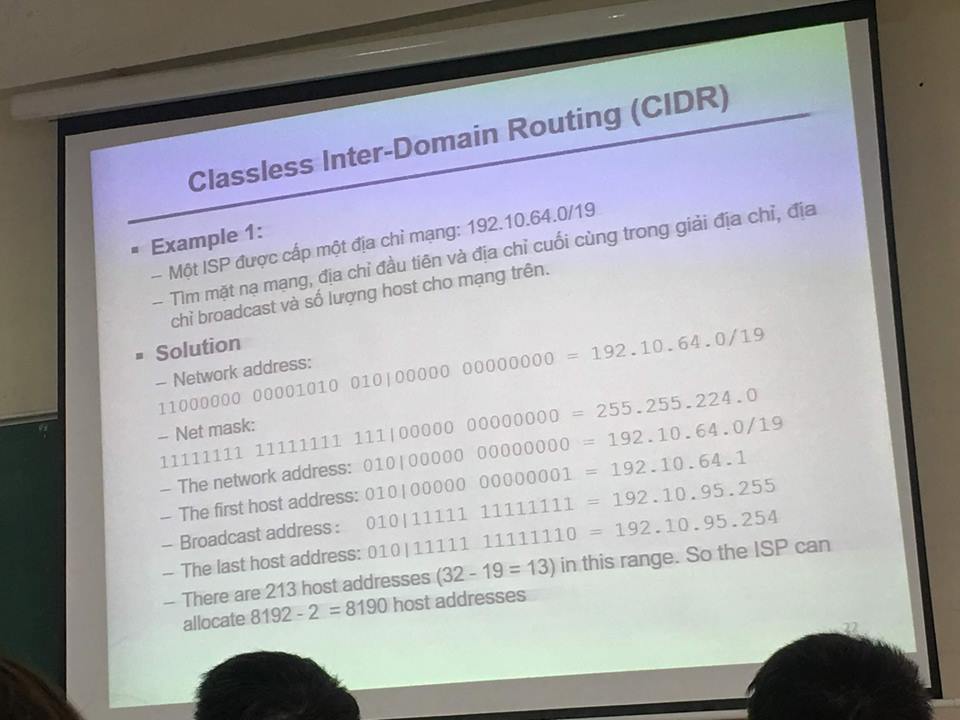 Classless Inter-Domain Routing (CIDR)
▪ Example 1:
– Một ISP được cấp một địa chỉ mạng: 192.10.64.0/19
– Tìm mặt nạ mạng, địa chỉ đầu tiên và địa chỉ cuối cùng trong giải địa chỉ, địa
chỉ broadcast và số lượng host cho mạng trên.
▪ Solution
– Network address:
11000000 00001010 010|00000 00000000 = 192.10.64.0/19
– Net mask:
11111111 11111111 111|00000 00000000 = 255.255.224.0
– The network address: 010|00000 00000000 = 192.10.64.0/19
– The first host address: 010|00000 00000001 = 192.10.64.1
– Broadcast address: 010|11111 11111111 = 192.10.95.255
– The last host address: 010|11111 11111110 = 192.10.95.254
– There are 213 host addresses (32 - 19 = 13) in this range. So the ISP can
allocate 8192 - 2 = 8190 host addresses